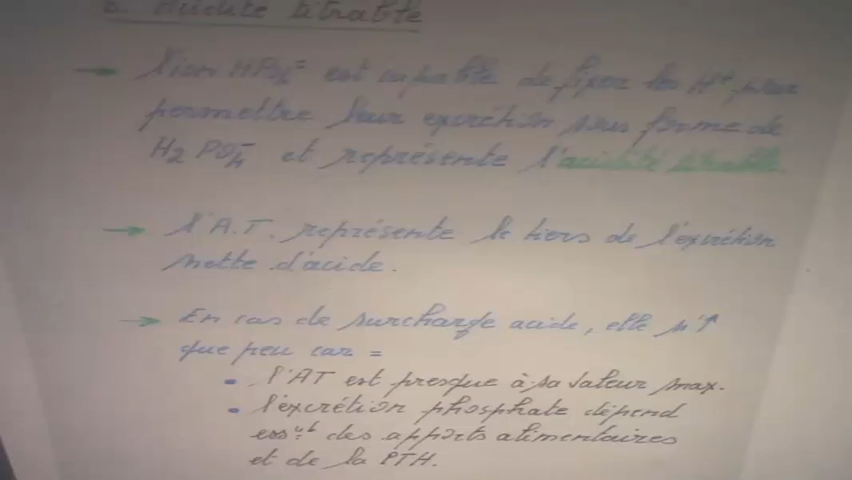 Acidité titrable
→ l'ion HPO₄⁼ est capable de fixer les H⁺, pour
permettre leur excrétion sous forme de
H₂PO₄⁻ et représente l'acidité titrable.
→ l'A.T. représente le tiers de l'excrétion
nette d'acide.
→ En cas de surcharge acide, elle n'↑
que peu car =
• l'AT est presque à sa valeur max.
• l'excrétion phosphate dépend
essᵘᵗ des apports alimentaires
et de la PTH.